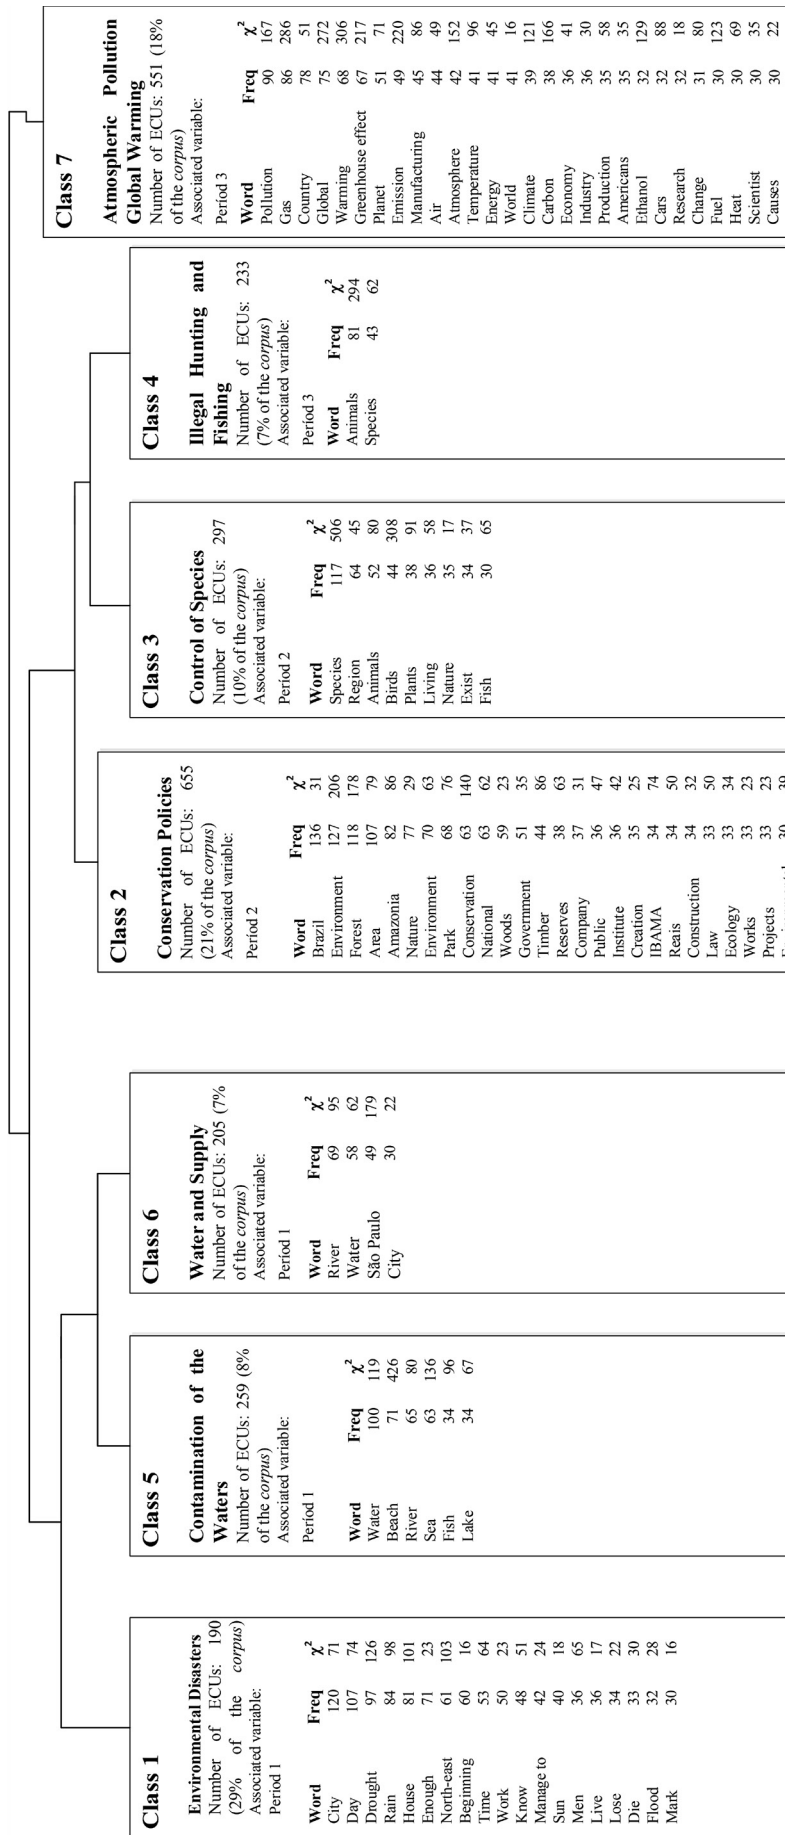 Class 1
Environmental Disasters
Number of ECUs: 190
(29% of the corpus)
Associated variable:
Period 1
Word Freq χ²
City 120 71
Day 107 74
Drought 97 126
Rain 84 98
House 81 101
Enough 71 23
North-east 61 103
Beginning 60 16
Time 53 64
Work 50 23
Know 48 51
Manage to 42 24
Sun 40 18
Men 36 65
Live 36 17
Lose 34 22
Die 33 30
Flood 32 28
Mark 30 16
Class 5
Contamination of the
Waters
Number of ECUs: 259 (8%
of the corpus)
Associated variable:
Period 1
Word Freq χ²
Water 100 119
Beach 71 426
River 65 80
Sea 63 136
Fish 34 96
Lake 34 67
Class 6
Water and Supply
Number of ECUs: 205 (7%
of the corpus)
Associated variable:
Period 1
Word Freq χ²
River 69 95
Water 58 62
São Paulo 49 179
City 30 22
Class 2
Conservation Policies
Number of ECUs: 655
(21% of the corpus)
Associated variable:
Period 2
Word Freq χ²
Brazil 136 31
Environment 127 206
Forest 118 178
Area 107 79
Amazonia 82 86
Nature 77 29
Environment 70 63
Park 68 76
Conservation 63 140
National 63 62
Woods 59 23
Government 51 35
Timber 44 86
Reserves 38 63
Company 37 31
Public 36 47
Institute 36 42
Creation 35 25
IBAMA 34 74
Reais 34 50
Construction 34 32
Law 33 50
Ecology 33 34
Works 33 23
Projects 33 23
Class 3
Control of Species
Number of ECUs: 297
(10% of the corpus)
Associated variable:
Period 2
Word Freq χ²
Species 117 506
Region 64 45
Animals 52 80
Birds 44 308
Plants 38 91
Living 36 58
Nature 35 17
Exist 34 37
Fish 30 65
Class 4
Illegal Hunting and
Fishing
Number of ECUs: 233
(7% of the corpus)
Associated variable:
Period 3
Word Freq χ²
Animals 81 294
Species 43 62
Class 7
Atmospheric Pollution
Global Warming
Number of ECUs: 551 (18%
of the corpus)
Associated variable:
Period 3
Word Freq χ²
Pollution 90 167
Gas 86 286
Country 78 51
Global 75 272
Warming 68 306
Greenhouse effect 67 217
Planet 51 71
Emission 49 220
Manufacturing 45 86
Air 44 49
Atmosphere 42 152
Temperature 41 96
Energy 41 45
World 41 16
Climate 39 121
Carbon 38 166
Economy 36 41
Industry 36 30
Production 35 58
Americans 35 35
Ethanol 32 129
Cars 32 88
Research 32 18
Change 31 80
Fuel 30 123
Heat 30 69
Scientist 30 35
Causes 30 22